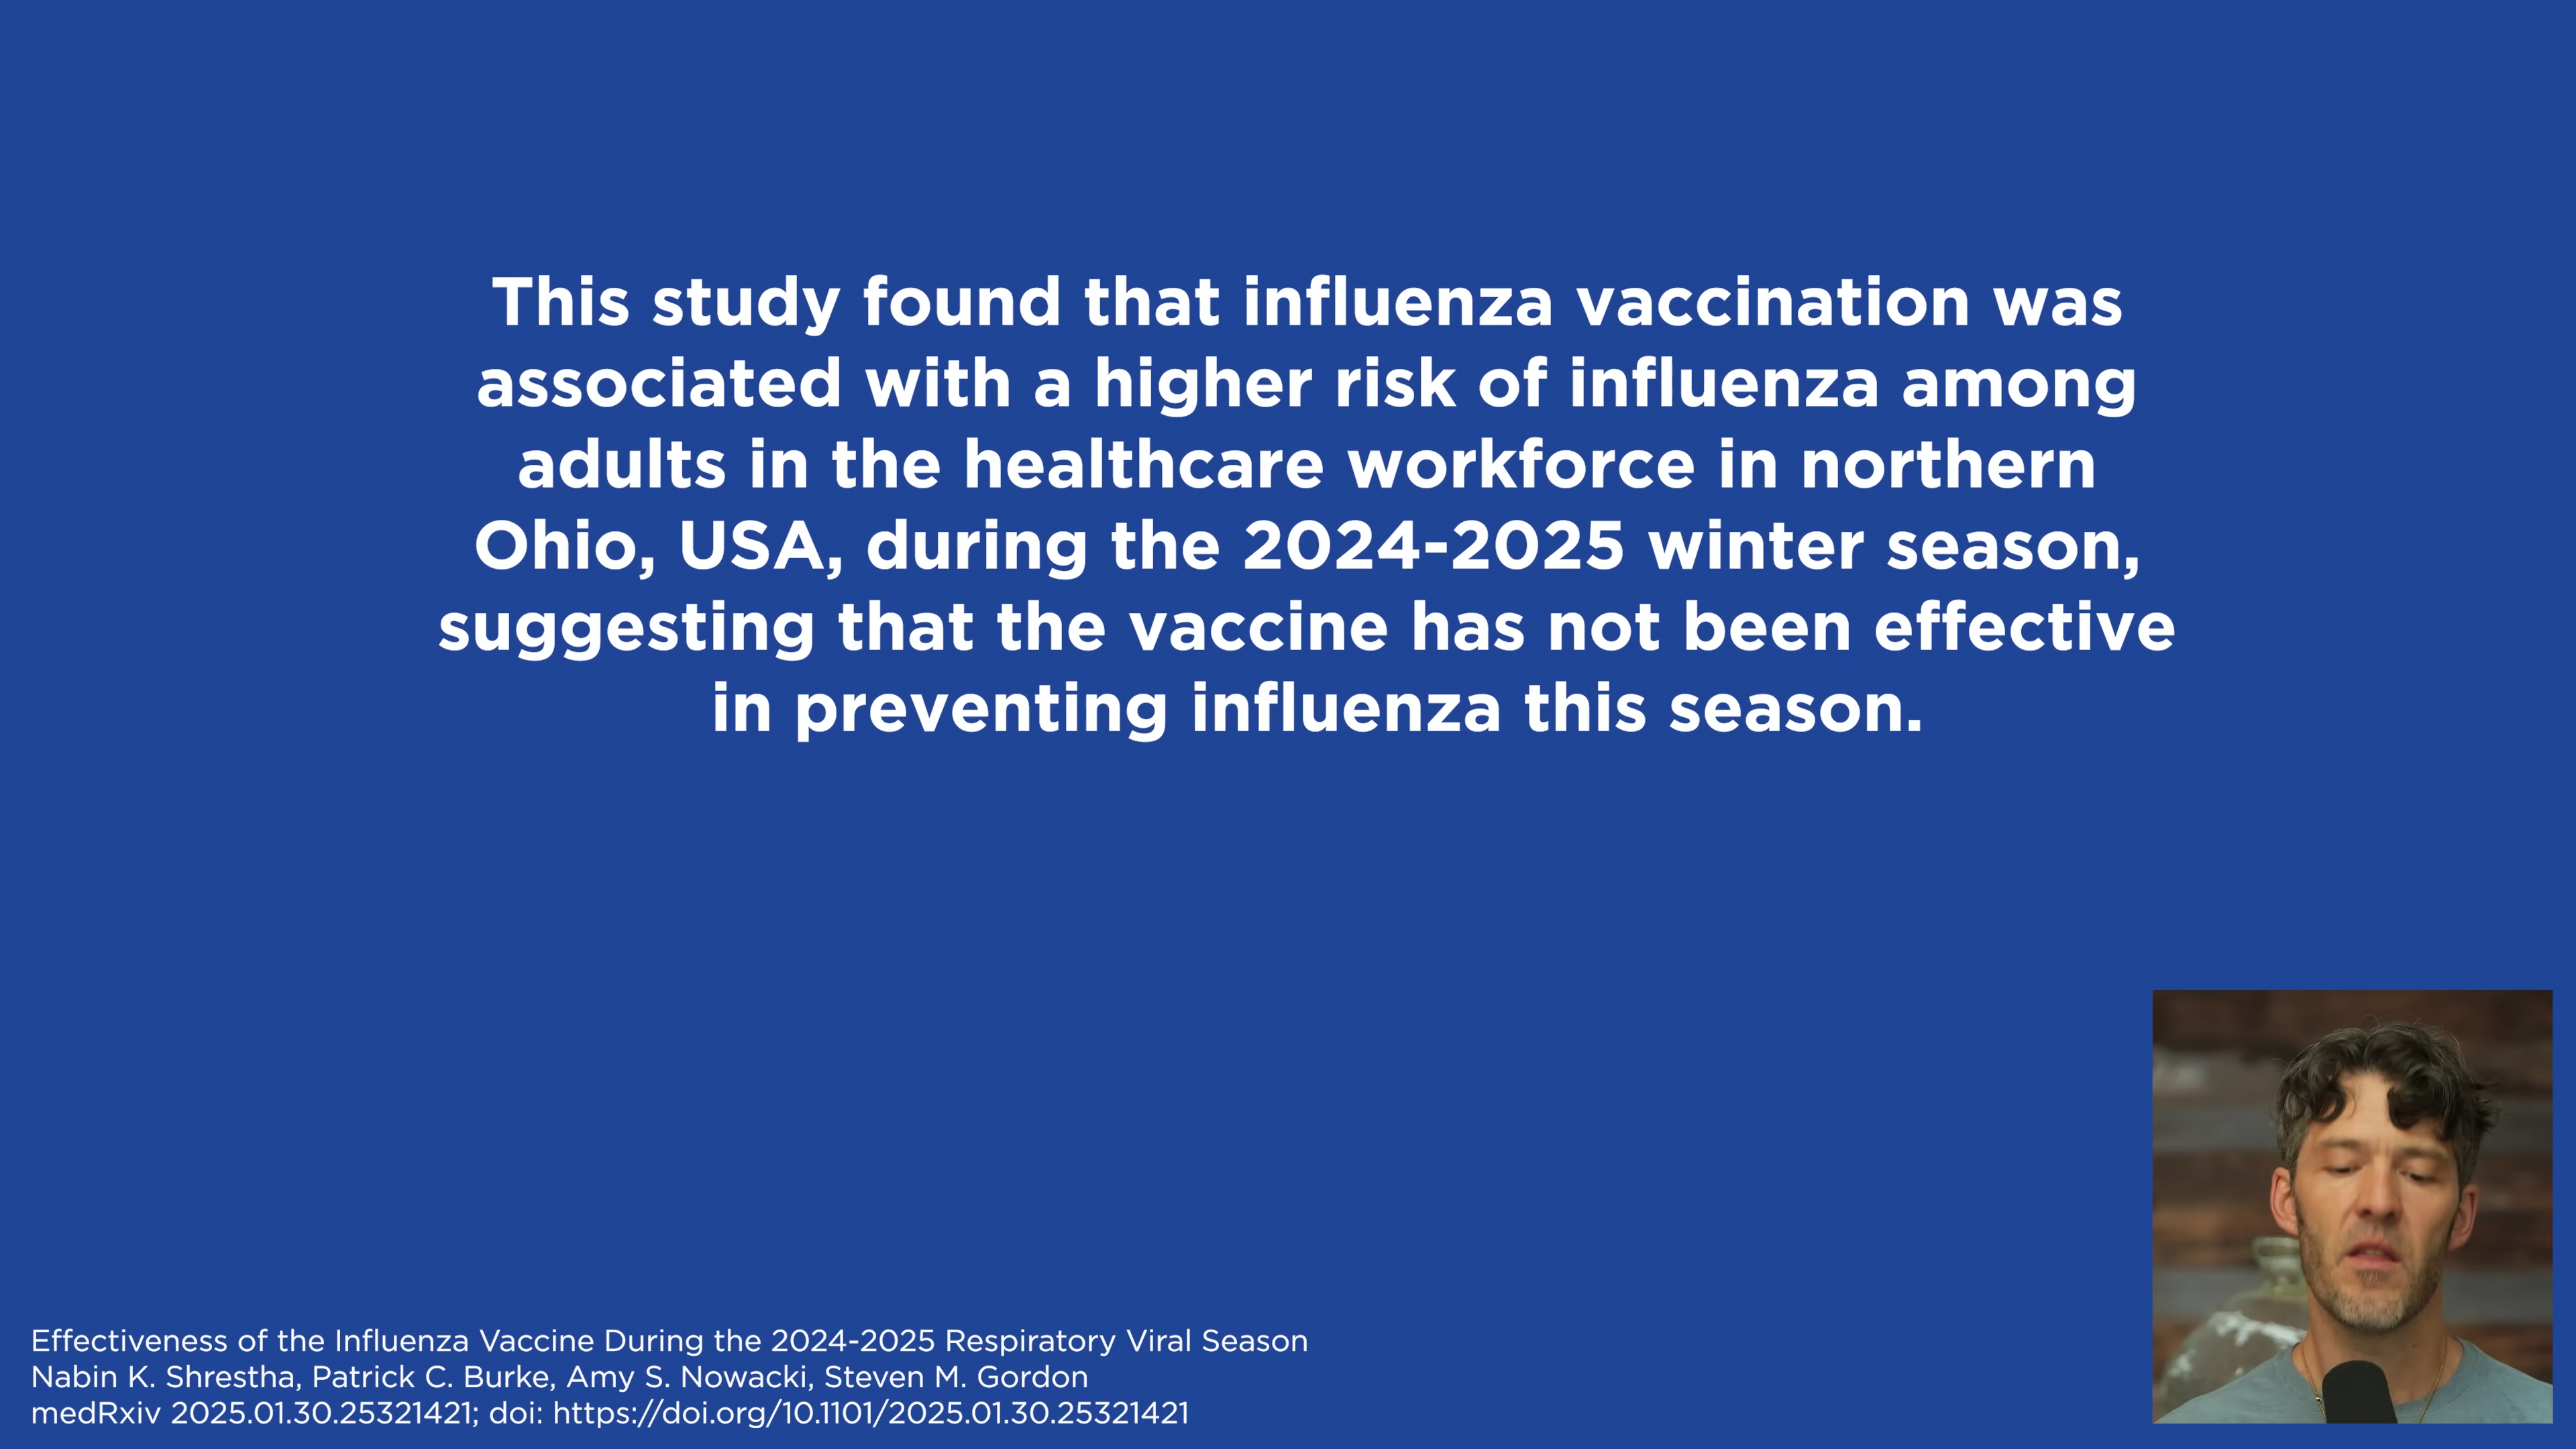 This study found that influenza vaccination was
associated with a higher risk of influenza among
adults in the healthcare workforce in northern
Ohio, USA, during the 2024-2025 winter season,
suggesting that the vaccine has not been effective
in preventing influenza this season.
Effectiveness of the Influenza Vaccine During the 2024-2025 Respiratory Viral Season
Nabin K. Shrestha, Patrick C. Burke, Amy S. Nowacki, Steven M. Gordon
medRxiv 2025.01.30.25321421; doi: https://doi.org/10.1101/2025.01.30.25321421